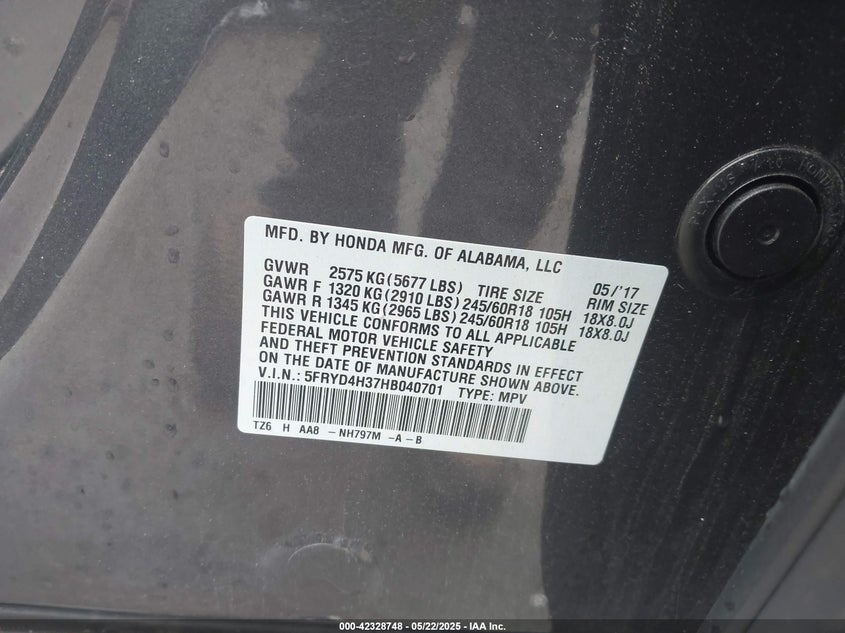 MFD. BY HONDA MFG. OF ALABAMA, LLC
GVWR 2575 KG (5677 LBS) TIRE SIZE 05/'17 RIM SIZE
GAWR F 1320 KG (2910 LBS) 245/60R18 105H 18X8.0J
GAWR R 1345 KG (2965 LBS) 245/60R18 105H 18X8.0J
THIS VEHICLE CONFORMS TO ALL APPLICABLE
FEDERAL MOTOR VEHICLE SAFETY
AND THEFT PREVENTION STANDARDS IN EFFECT
ON THE DATE OF MANUFACTURE SHOWN ABOVE.
V.I.N.: 5FRYD4H37HB040701 TYPE: MPV
TZ6 H AA8 - NH797M - A - B
000-42328748 - 05/22/2025 - IAA Inc.